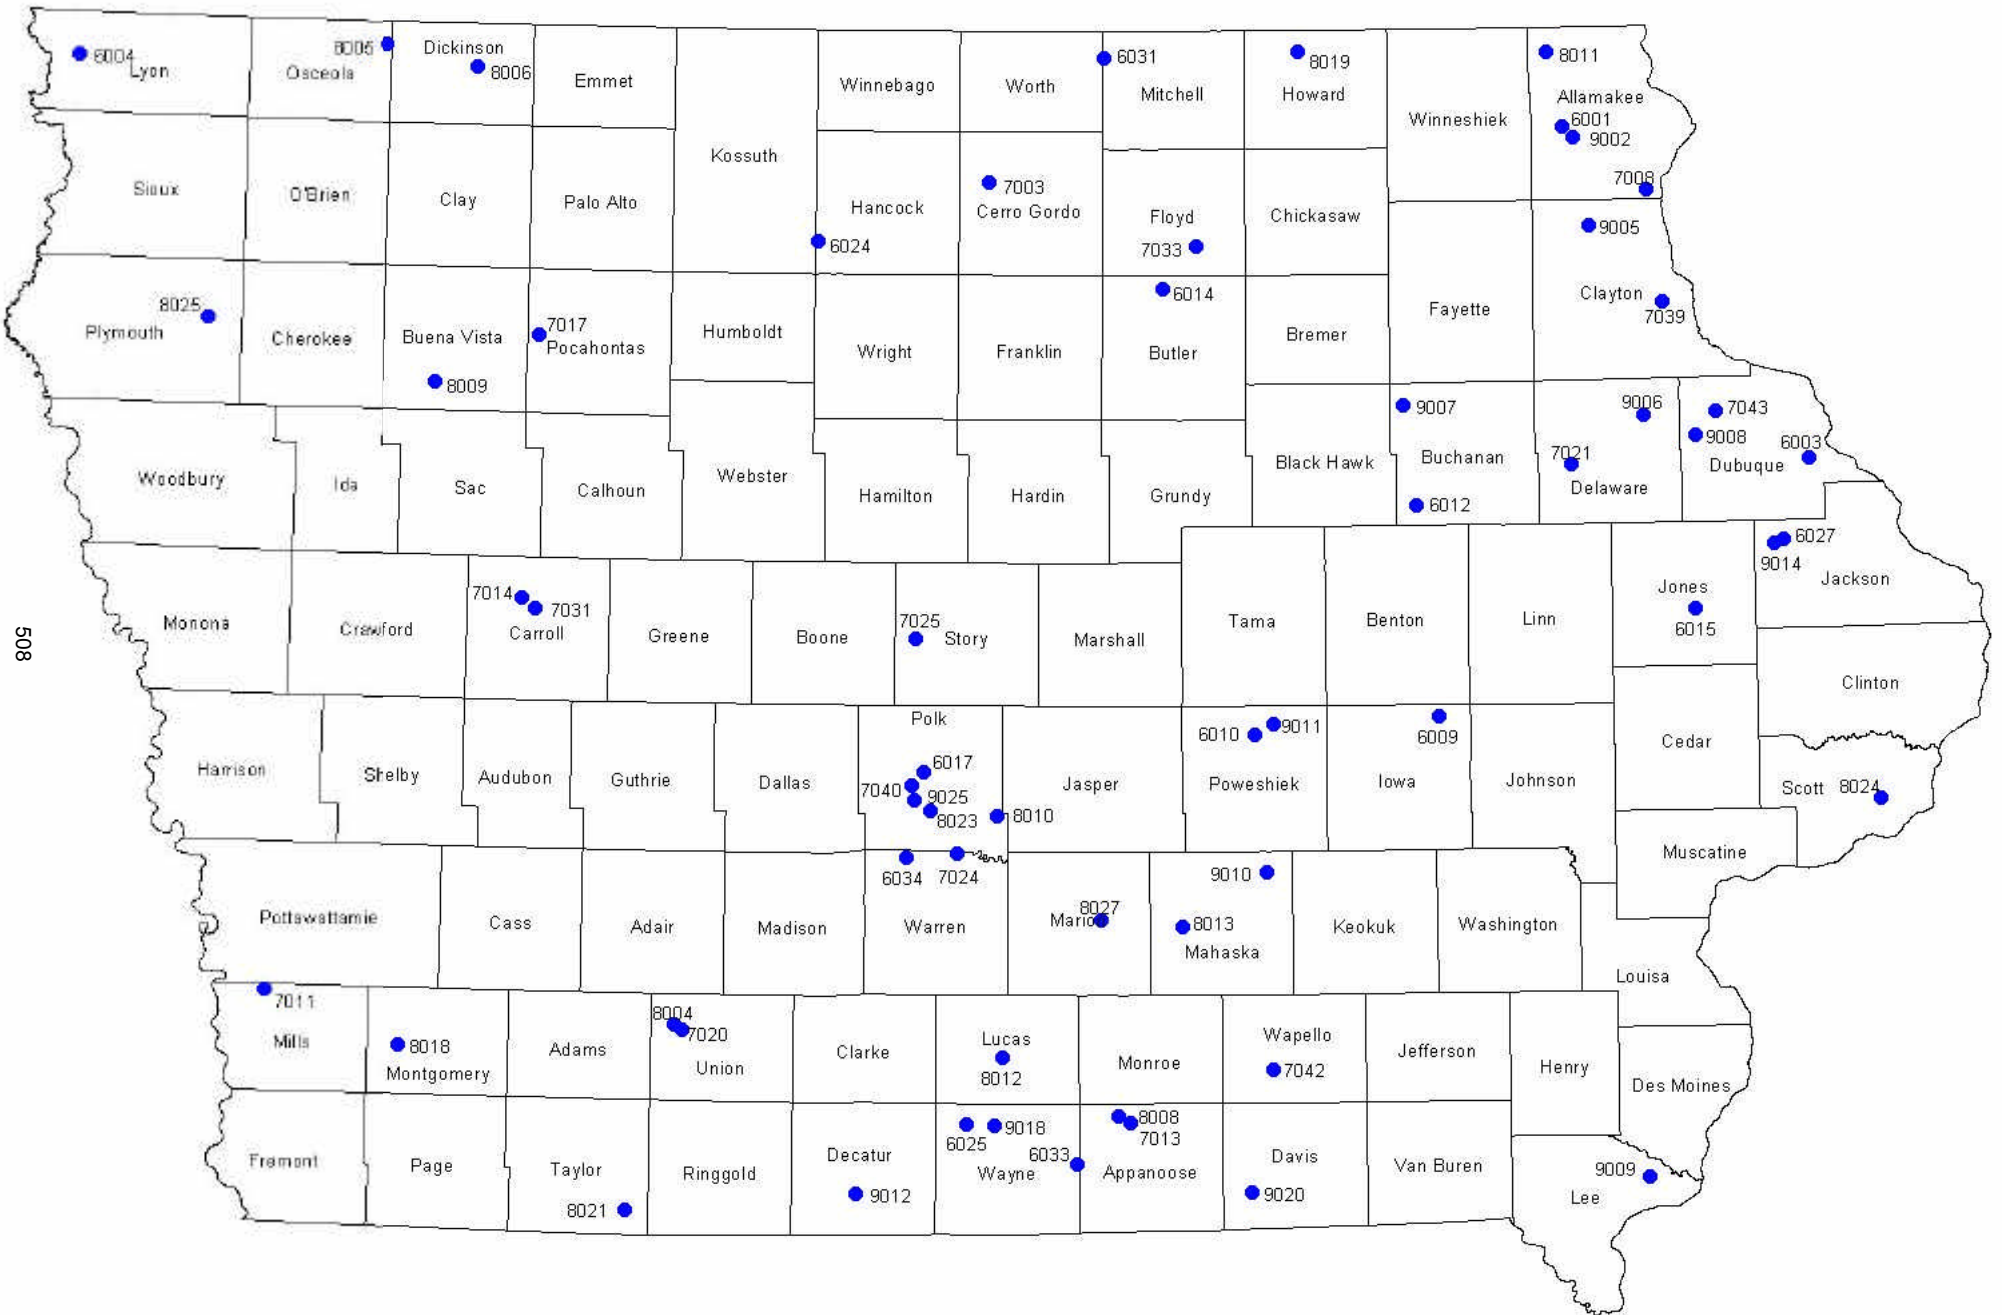 8005
Dickinson
6004
Lyon
Osceola
8006
Emmet
Winnebago
Worth
6031
Mitchell
8019
Howard
8011
Allamakee
6001
9002
7008
Winneshiek
Kossuth
Sioux
O'Brien
Clay
Palo Alto
Hancock
7003
Cerro Gordo
Floyd
7033
Chickasaw
6024
9005
Clayton
7039
Fayette
8025
Plymouth
Cherokee
Buena Vista
8009
7017
Pocahontas
Humboldt
Wright
Franklin
6014
Butler
Bremer
9007
Buchanan
6012
9006
7021
Delaware
7043
9008
6003
Dubuque
Woodbury
Ida
Sac
Calhoun
Webster
Hamilton
Hardin
Grundy
Black Hawk
6027
9014
Jackson
Monona
Crawford
7014
7031
Carroll
Greene
Boone
7025
Story
Marshall
Tama
Benton
Linn
Jones
6015
508
Clinton
Harrison
Shelby
Audubon
Guthrie
Dallas
Polk
6017
7040
9025
8023
8010
Jasper
6010
9011
Poweshiek
6009
Iowa
Johnson
Cedar
Scott
8024
Muscatine
Pottawattamie
Cass
Adair
Madison
6034
7024
Warren
8027
Marion
9010
8013
Mahaska
Keokuk
Washington
Louisa
7011
Mills
8018
Montgomery
Adams
8004
7020
Union
Clarke
Lucas
8012
Monroe
Wapello
7042
Jefferson
Henry
Des Moines
Fremont
Page
Taylor
8021
Ringgold
Decatur
9012
6025
9018
6033
Wayne
8008
7013
Appanoose
Davis
9020
Van Buren
9009
Lee